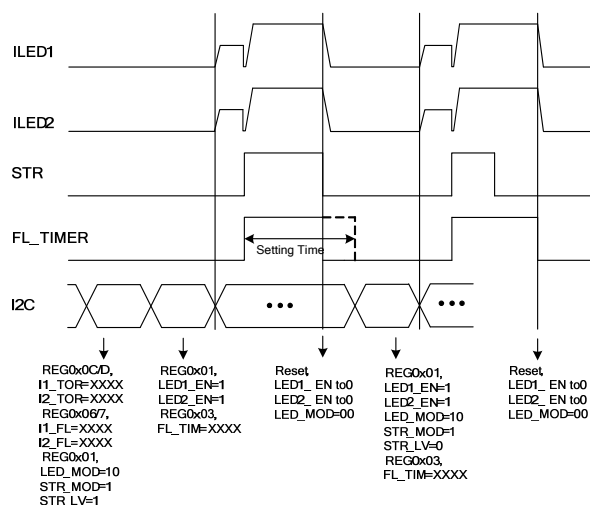 ILED1
ILED2
STR
FL_TIMER
Setting Time
I2C
REG0x0C/D,
I1_TOR=XXXX
I2_TOR=XXXX
REG0x06/7,
I1_FL=XXXX
I2_FL=XXXX
REG0x01,
LED_MOD=10
STR_MOD=1
STR_LV=1
REG0x01,
LED1_EN=1
LED2_EN=1
REG0x03,
FL_TIM=XXXX
Reset,
LED1_ EN to0
LED2_ EN to0
LED_MOD=00
REG0x01,
LED1_EN=1
LED2_EN=1
LED_MOD=10
STR_MOD=1
STR_LV=0
REG0x03,
FL_TIM=XXXX
Reset,
LED1_ EN to0
LED2_ EN to0
LED_MOD=00